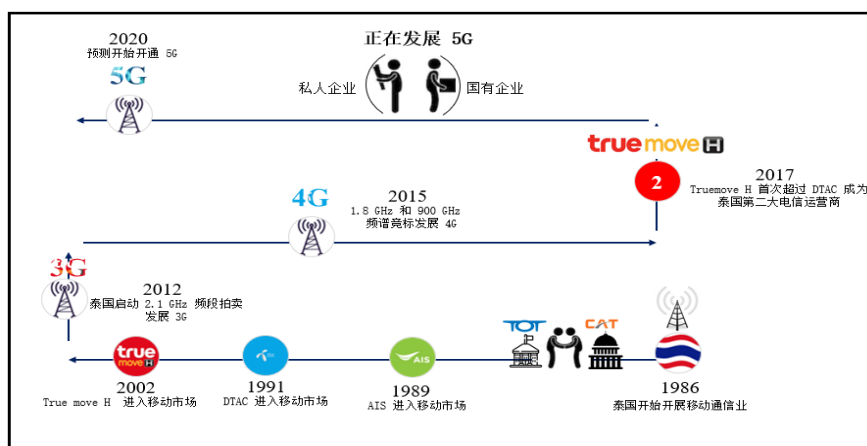 2020
预测开始开通 5G
5G
正在发展 5G
私人企业
国有企业
true move H
2
2017
Truemove H 首次超过 DTAC 成为
泰国第二大电信运营商
4G
2015
1.8 GHz 和 900 GHz
频谱竞标发展 4G
3G
2012
泰国启动 2.1 GHz 频段拍卖
发展 3G
TOT
CAT
true
move H
AIS
2002
True move H 进入移动市场
1991
DTAC 进入移动市场
1989
AIS 进入移动市场
1986
泰国开始开展移动通信业